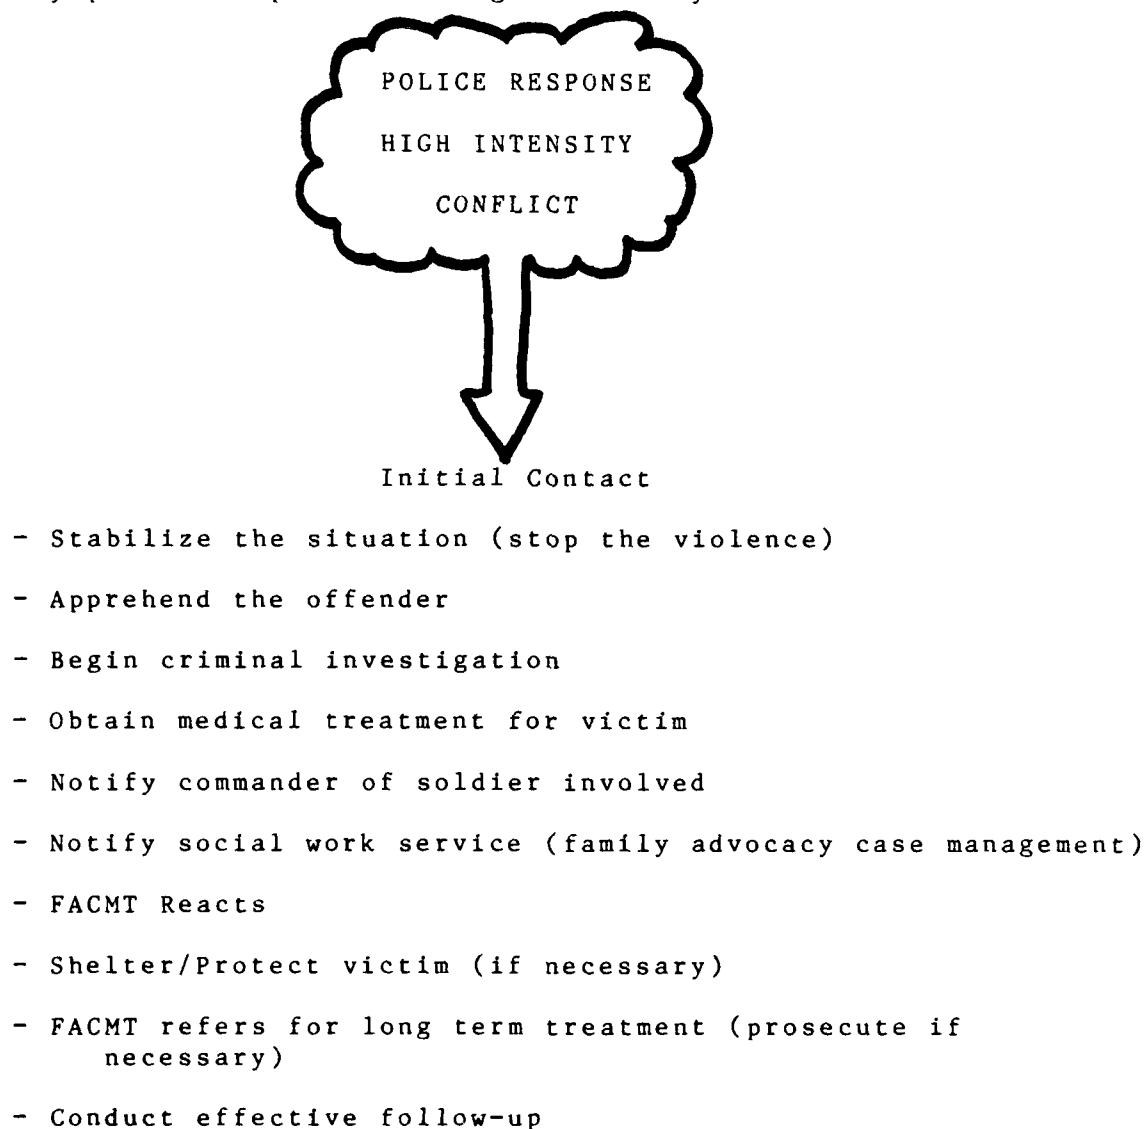 POLICE RESPONSE
HIGH INTENSITY
CONFLICT
Initial Contact
- Stabilize the situation (stop the violence)
- Apprehend the offender
- Begin criminal investigation
- Obtain medical treatment for victim
- Notify commander of soldier involved
- Notify social work service (family advocacy case management)
- FACMT Reacts
- Shelter/Protect victim (if necessary)
- FACMT refers for long term treatment (prosecute if
necessary)
- Conduct effective follow-up